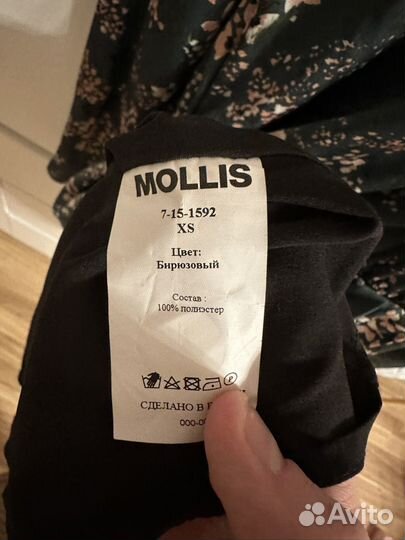 MOLLIS
7-15-1592
XS
Цвет:
Бирюзовый
Состав :
100% полиэстер
P
СДЕЛАНО В
Avito